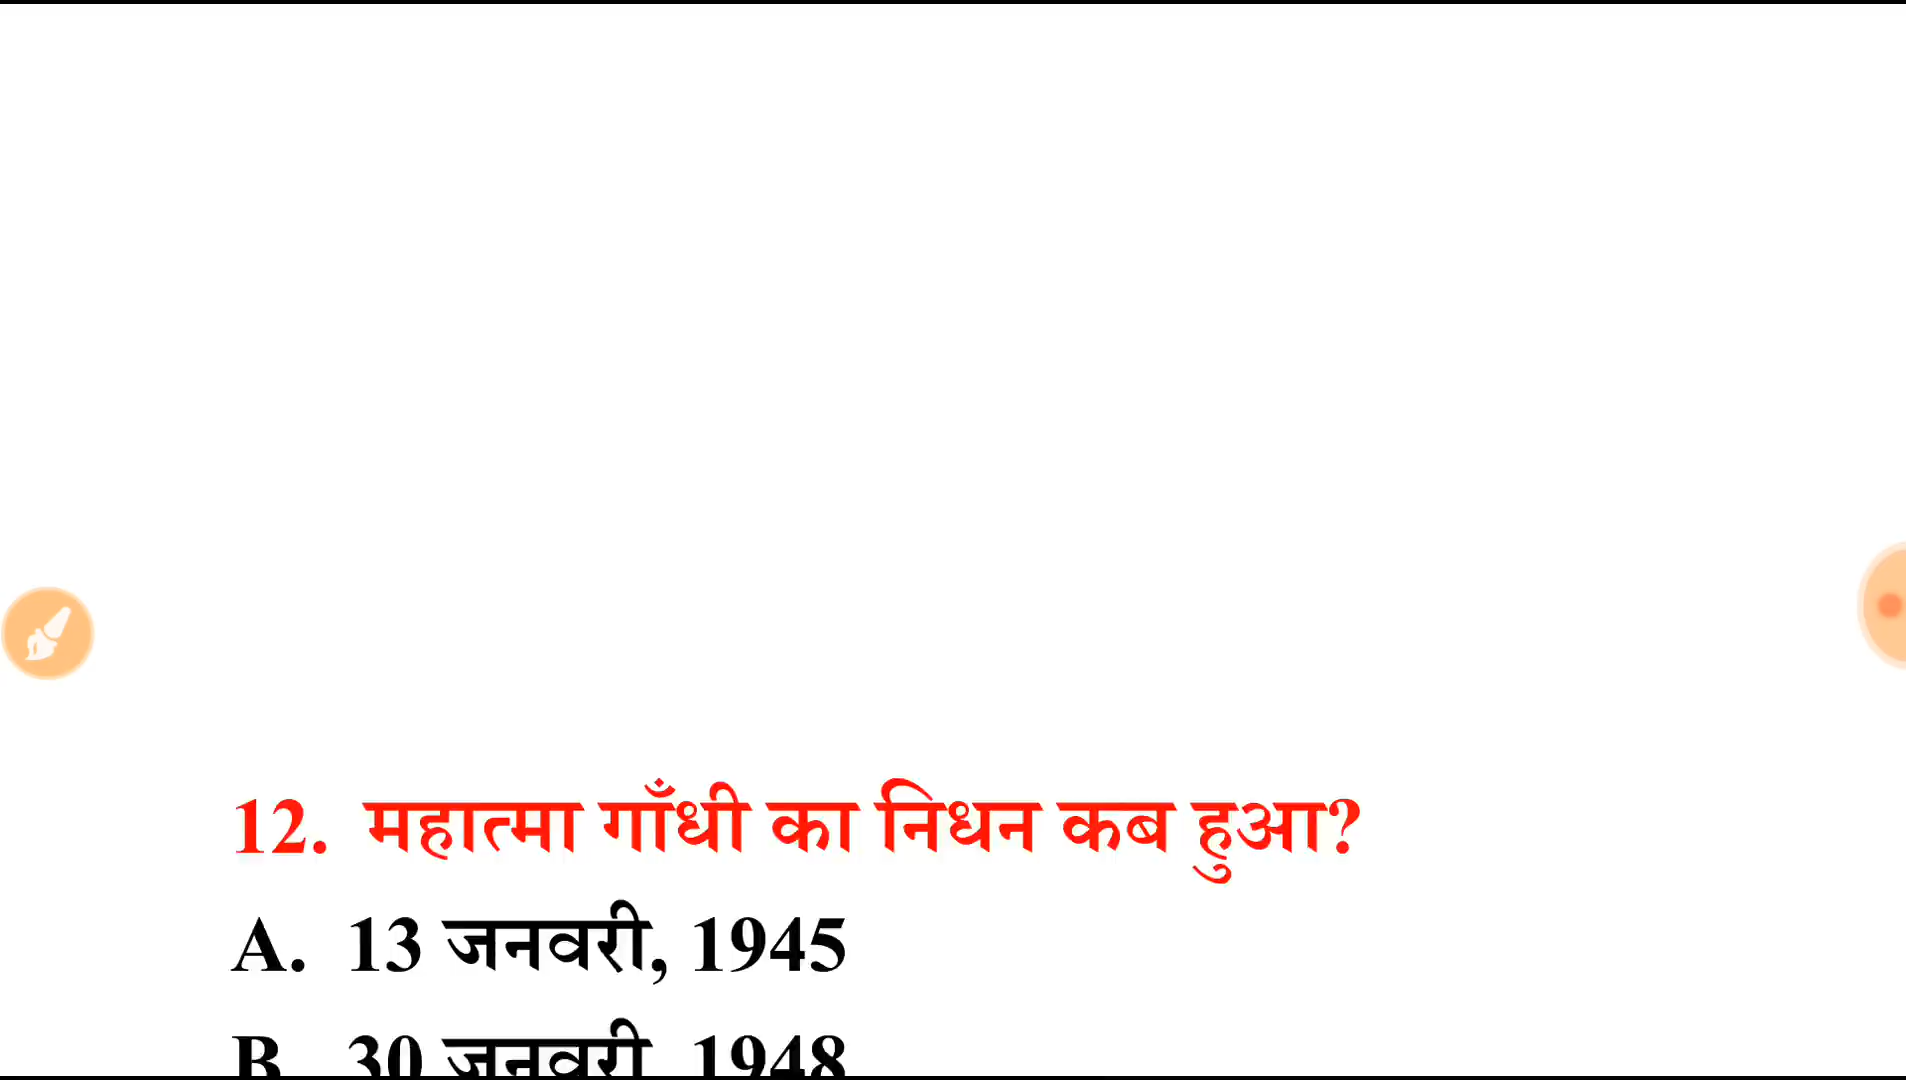 12. महात्मा गाँधी का निधन कब हुआ?
A. 13 जनवरी, 1945
B. 30 जनवरी, 1948